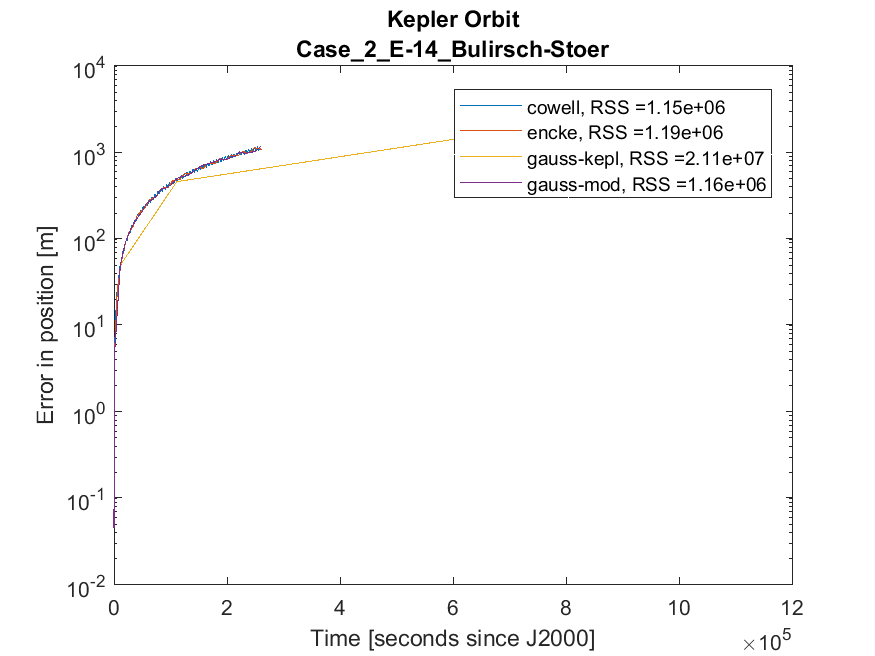 Kepler Orbit
Case_2_E-14_Bulirsch-Stoer
10^4
10^3
10^2
10^1
10^0
10^-1
10^-2
Error in position [m]
cowell, RSS =1.15e+06
encke, RSS =1.19e+06
gauss-kepl, RSS =2.11e+07
gauss-mod, RSS =1.16e+06
0 2 4 6 8 10 12
Time [seconds since J2000]
×10^5